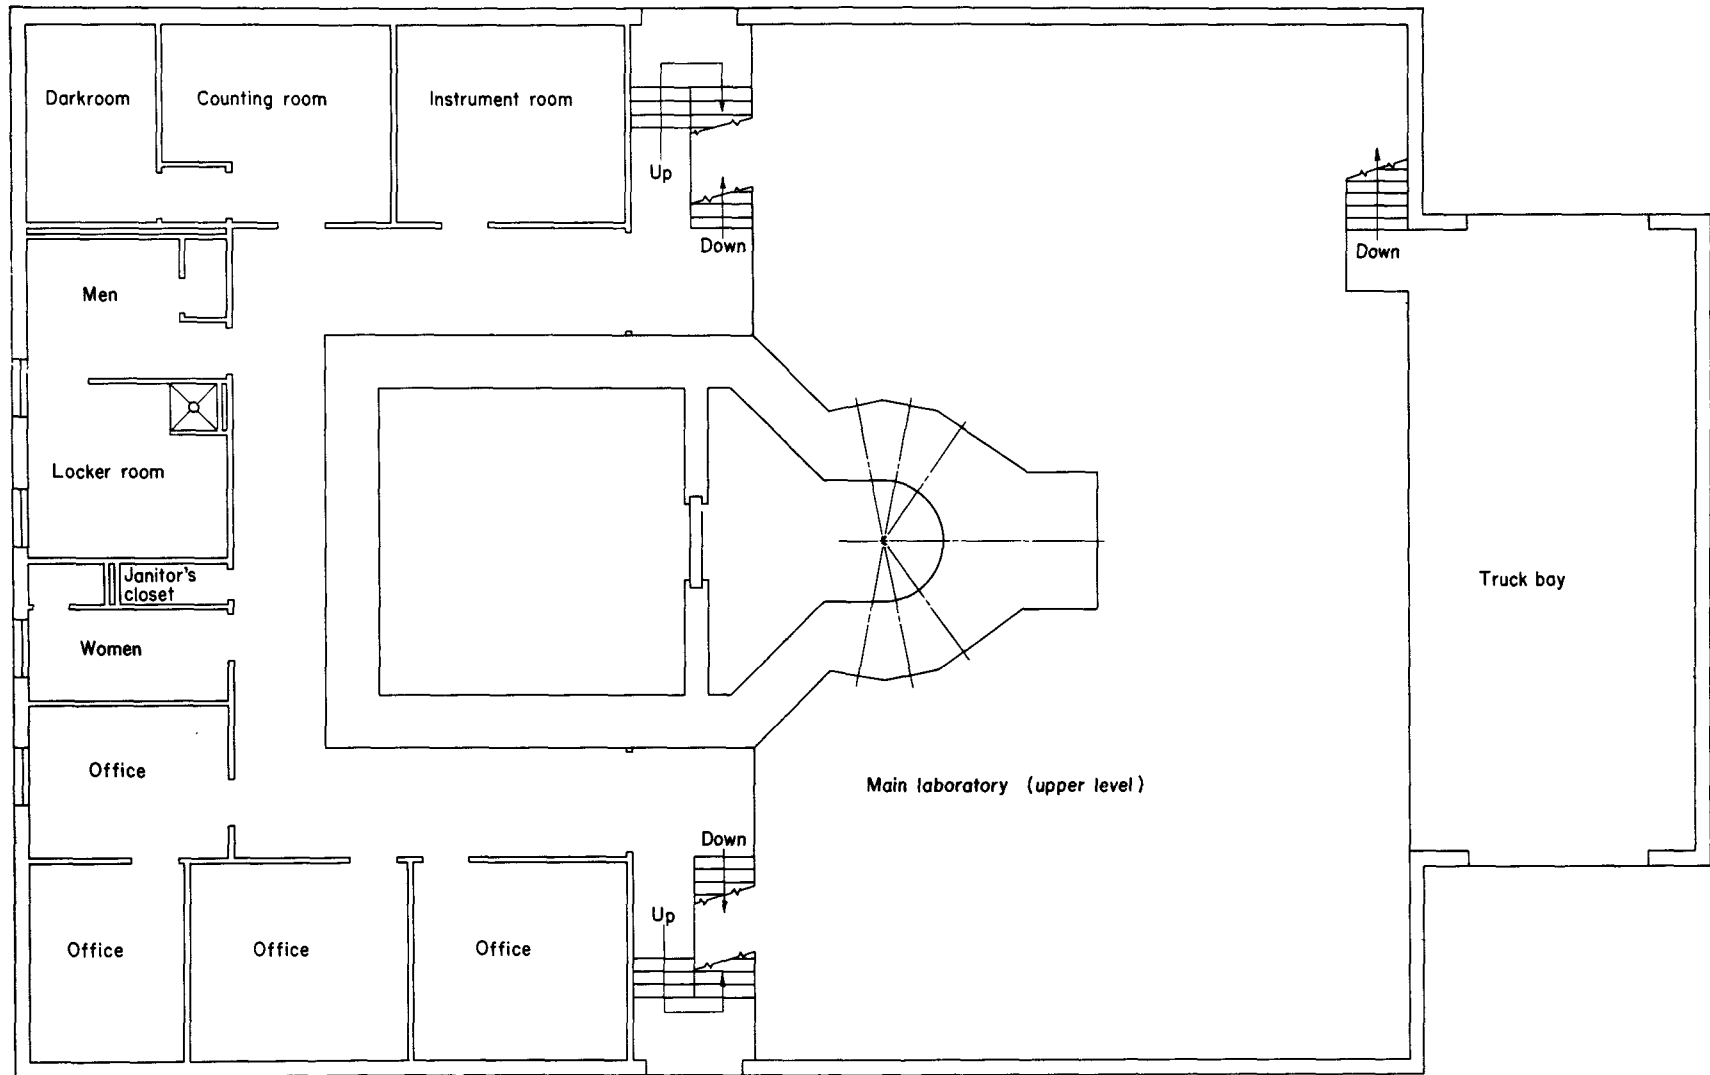 Darkroom
Counting room
Instrument room
Up
Down
Down
Men
Locker room
Janitor's
closet
Truck bay
Women
Office
Main laboratory (upper level)
Down
Up
Office
Office
Office